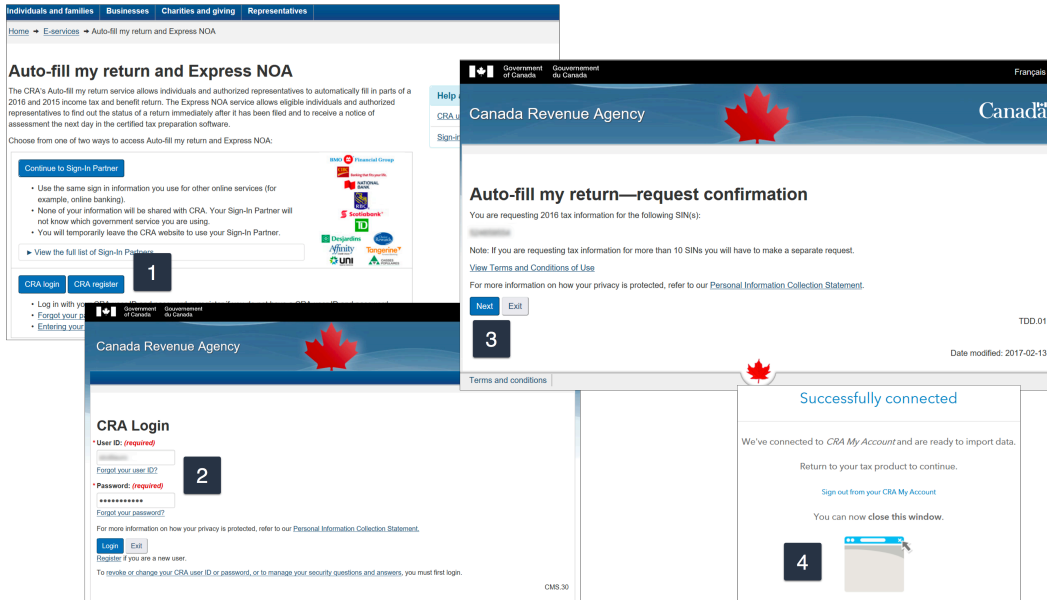 Individuals and families Businesses Charities and giving Representatives
Home → E-services → Auto-fill my return and Express NOA
Auto-fill my return and Express NOA
The CRA's Auto-fill my return service allows individuals and authorized representatives to automatically fill in parts of a
2016 and 2015 income tax and benefit return. The Express NOA service allows eligible individuals and authorized
representatives to find out the status of a return immediately after it has been filed and to receive a notice of
assessment the next day in the certified tax preparation software.
Choose from one of two ways to access Auto-fill my return and Express NOA:
Help
CRA u
Sign-in
Continue to Sign-In Partner
• Use the same sign in information you use for other online services (for
example, online banking).
• None of your information will be shared with CRA. Your Sign-In Partner will
not know which government service you are using.
• You will temporarily leave the CRA website to use your Sign-In Partner.
► View the full list of Sign-In Partners
BMO Financial Group
CIBC
Banking that fits your life.
NATIONAL
BANK
RBC
Scotiabank
TD
Desjardins
Affinity
Tangerine
UNI
1
CRA login CRA register
• Log in with you
• Forgot your p
• Entering your
Government
of Canada
Gouvernement
du Canada
Canada Revenue Agency
CRA Login
* User ID: (required)
Forgot your user ID?
* Password: (required)
•••••••••••
Forgot your password?
2
For more information on how your privacy is protected, refer to our Personal Information Collection Statement.
Login Exit
Register if you are a new user.
To revoke or change your CRA user ID or password, or to manage your security questions and answers, you must first login.
CMS.30
Government
of Canada
Gouvernement
du Canada
Français
Canada Revenue Agency
Canada
Auto-fill my return—request confirmation
You are requesting 2016 tax information for the following SIN(s):
Note: If you are requesting tax information for more than 10 SINs you will have to make a separate request.
View Terms and Conditions of Use
For more information on how your privacy is protected, refer to our Personal Information Collection Statement.
Next Exit
TDD.01
3
Date modified: 2017-02-13
Terms and conditions
Successfully connected
We've connected to CRA My Account and are ready to import data.
Return to your tax product to continue.
Sign out from your CRA My Account
You can now close this window.
4